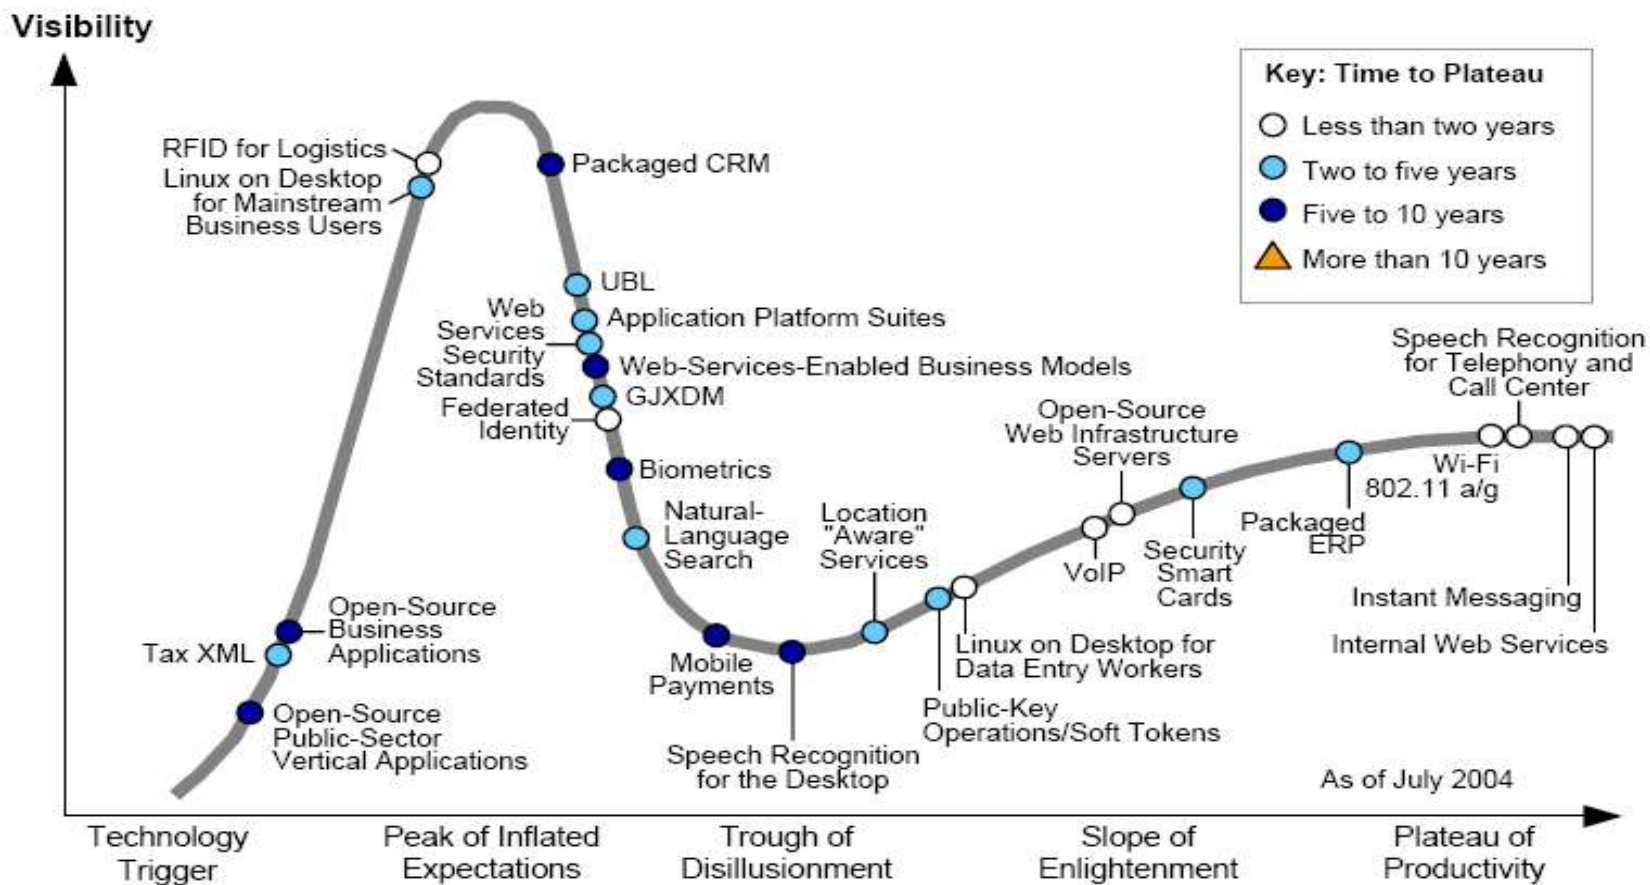 Visibility
Key: Time to Plateau
Less than two years
Two to five years
Five to 10 years
More than 10 years
RFID for Logistics
Linux on Desktop
for Mainstream
Business Users
Packaged CRM
UBL
Application Platform Suites
Web
Services
Security
Standards
Web-Services-Enabled Business Models
GJXDM
Federated
Identity
Biometrics
Natural-
Language
Search
Open-Source
Business
Applications
Tax XML
Open-Source
Public-Sector
Vertical Applications
Mobile
Payments
Speech Recognition
for the Desktop
Location
"Aware"
Services
Public-Key
Operations/Soft Tokens
Linux on Desktop for
Data Entry Workers
VoIP
Open-Source
Web Infrastructure
Servers
Security
Smart
Cards
Packaged
ERP
Wi-Fi
802.11 a/g
Speech Recognition
for Telephony and
Call Center
Instant Messaging
Internal Web Services
As of July 2004
Technology
Trigger
Peak of Inflated
Expectations
Trough of
Disillusionment
Slope of
Enlightenment
Plateau of
Productivity